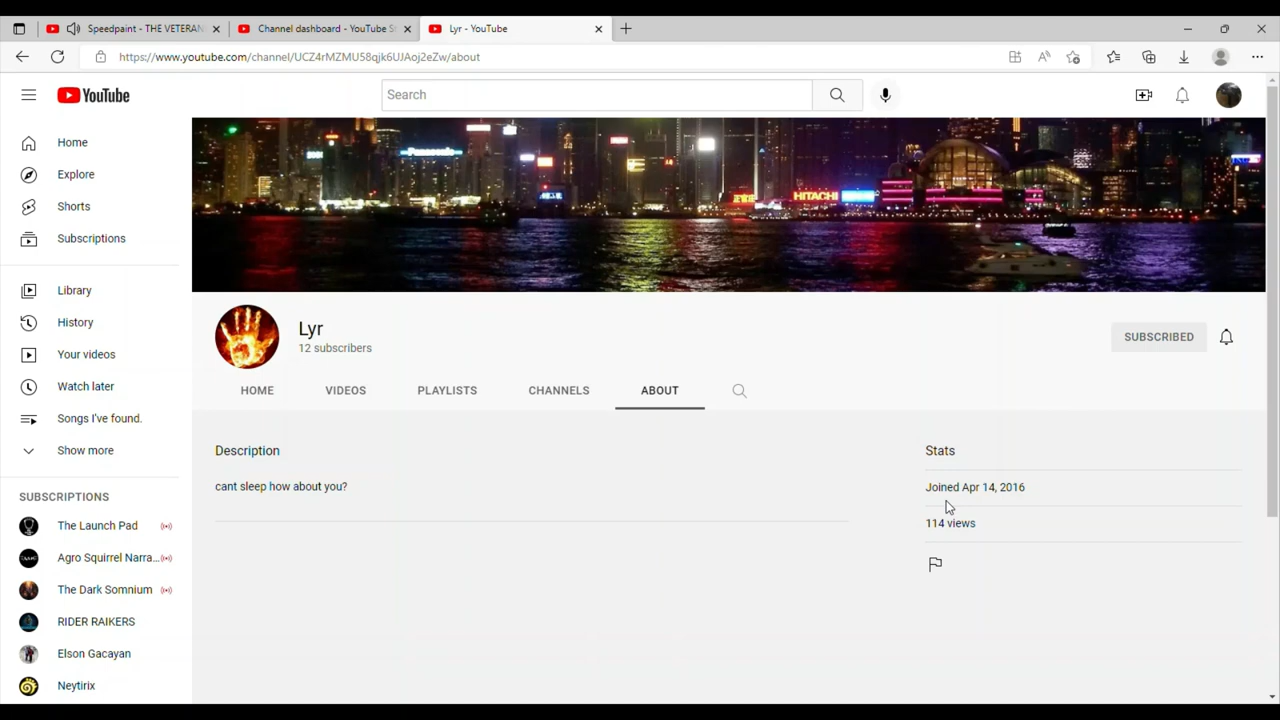 Speedpaint - THE VETERAN
Channel dashboard - YouTube S
Lyr - YouTube
https://www.youtube.com/channel/UCZ4rMZMU58qjk6UJAoj2eZw/about
YouTube
Search
Panasonic
HITACHI
Home
Explore
Shorts
Subscriptions
Library
History
Your videos
Watch later
Songs I've found.
Show more
SUBSCRIPTIONS
The Launch Pad
Agro Squirrel Narra...
The Dark Somnium
RIDER RAIKERS
Elson Gacayan
Neytirix
Lyr
12 subscribers
SUBSCRIBED
HOME VIDEOS PLAYLISTS CHANNELS ABOUT
Description
cant sleep how about you?
Stats
Joined Apr 14, 2016
114 views